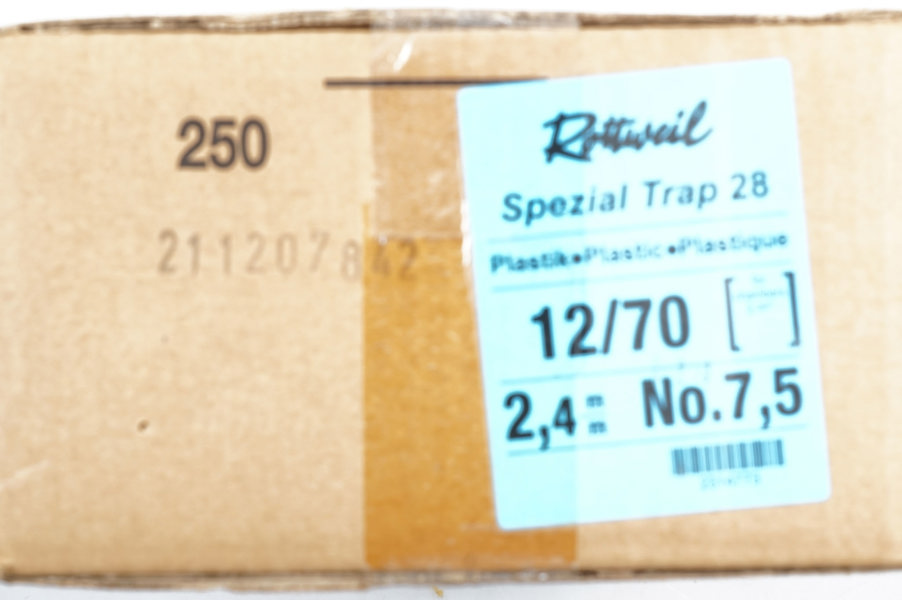 250
211207842
Rottweil
Spezial Trap 28
Plastik•Plastic•Plastique
12/70
2,4 mm No.7,5